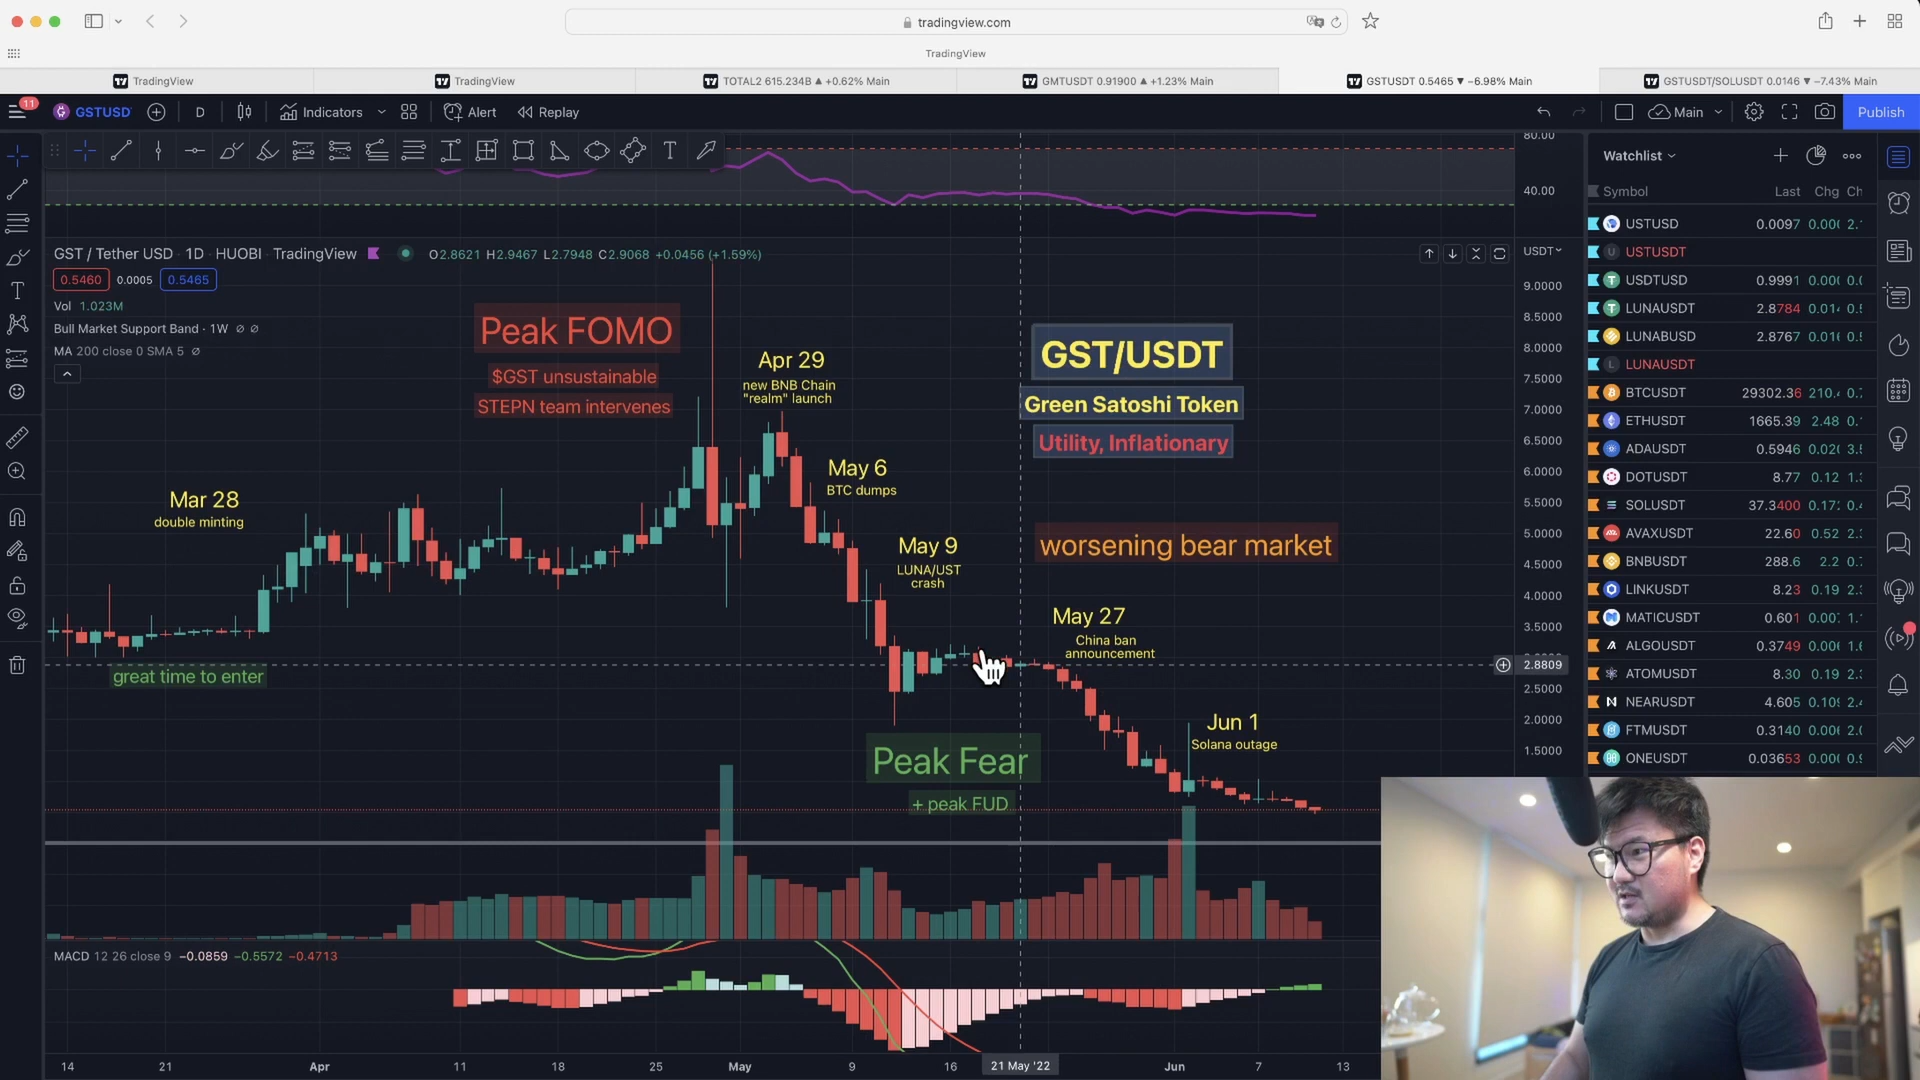 tradingview.com
TradingView
TradingView
TradingView
TOTAL2 615.234B ▲ +0.62% Main
GMTUSDT 0.91900 ▲ +1.23% Main
GSTUSDT 0.5465 ▼ −6.98% Main
GSTUSDT/SOLUSDT 0.0146 ▼ −7.43% Main
11
GSTUSD
D
Indicators
Alert
Replay
Main
Publish
80.00
40.00
GST / Tether USD · 1D · HUOBI · TradingView
O2.8621 H2.9467 L2.7948 C2.9068 +0.0456 (+1.59%)
USDT
0.5460
0.0005
0.5465
Vol 1.023M
Bull Market Support Band · 1W
MA 200 close 0 SMA 5
Peak FOMO
$GST unsustainable
STEPN team intervenes
Apr 29
new BNB Chain
"realm" launch
GST/USDT
Green Satoshi Token
Utility, Inflationary
Mar 28
double minting
May 6
BTC dumps
May 9
LUNA/UST
crash
worsening bear market
May 27
China ban
announcement
great time to enter
Jun 1
Solana outage
Peak Fear
+ peak FUD
9.0000
8.5000
8.0000
7.5000
7.0000
6.5000
6.0000
5.5000
5.0000
4.5000
4.0000
3.5000
2.8809
2.5000
2.0000
1.5000
MACD 12 26 close 9 −0.0859 −0.5572 −0.4713
14
21
Apr
11
18
25
May
9
16
21 May '22
Jun
7
13
Watchlist
Symbol Last Chg Ch
USTUSD 0.0097
USTUSDT
USDTUSD 0.9991
LUNAUSDT 2.8784
LUNABUSD 2.8767
LUNAUSDT
BTCUSDT 29302.36 210.
ETHUSDT 1665.39 2.48
ADAUSDT 0.5946
DOTUSDT 8.77 0.12
SOLUSDT 37.3400
AVAXUSDT 22.60 0.52
BNBUSDT 288.6 2.2
LINKUSDT 8.23 0.19
MATICUSDT 0.601
ALGOUSDT 0.3749
ATOMUSDT 8.30 0.19
NEARUSDT 4.605
FTMUSDT 0.3140
ONEUSDT 0.03653